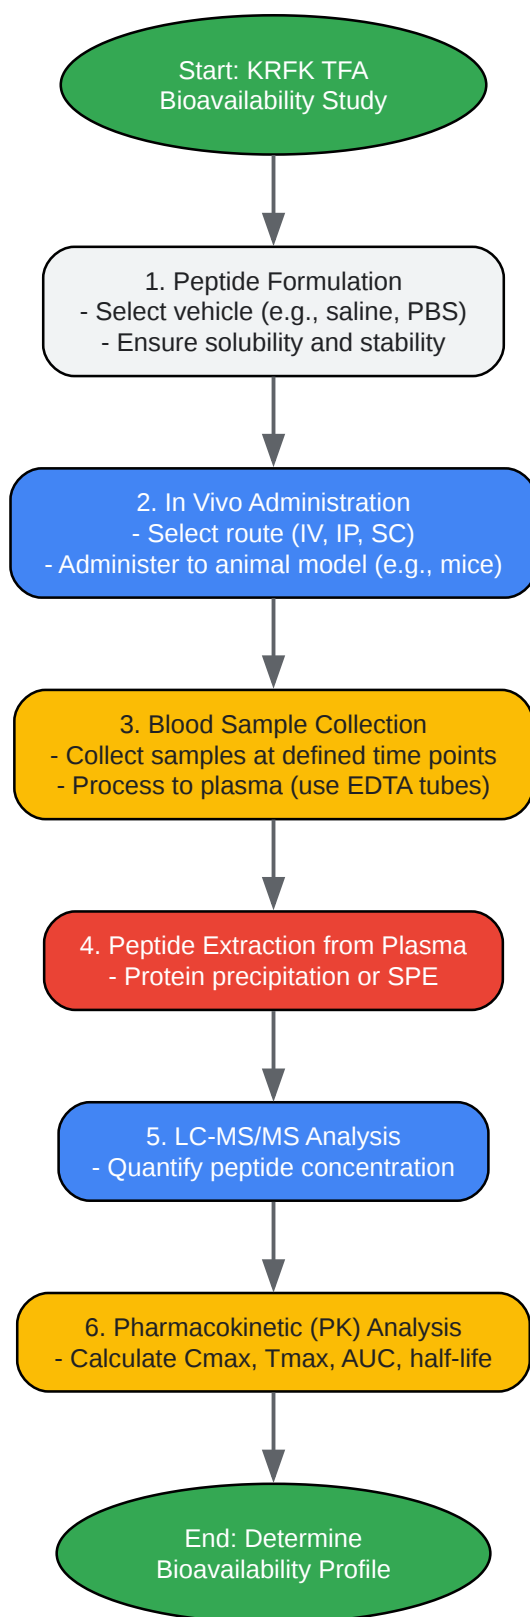 Start: KRFK TFA
Bioavailability Study
1. Peptide Formulation
- Select vehicle (e.g., saline, PBS)
- Ensure solubility and stability
2. In Vivo Administration
- Select route (IV, IP, SC)
- Administer to animal model (e.g., mice)
3. Blood Sample Collection
- Collect samples at defined time points
- Process to plasma (use EDTA tubes)
4. Peptide Extraction from Plasma
- Protein precipitation or SPE
5. LC-MS/MS Analysis
- Quantify peptide concentration
6. Pharmacokinetic (PK) Analysis
- Calculate Cmax, Tmax, AUC, half-life
End: Determine
Bioavailability Profile